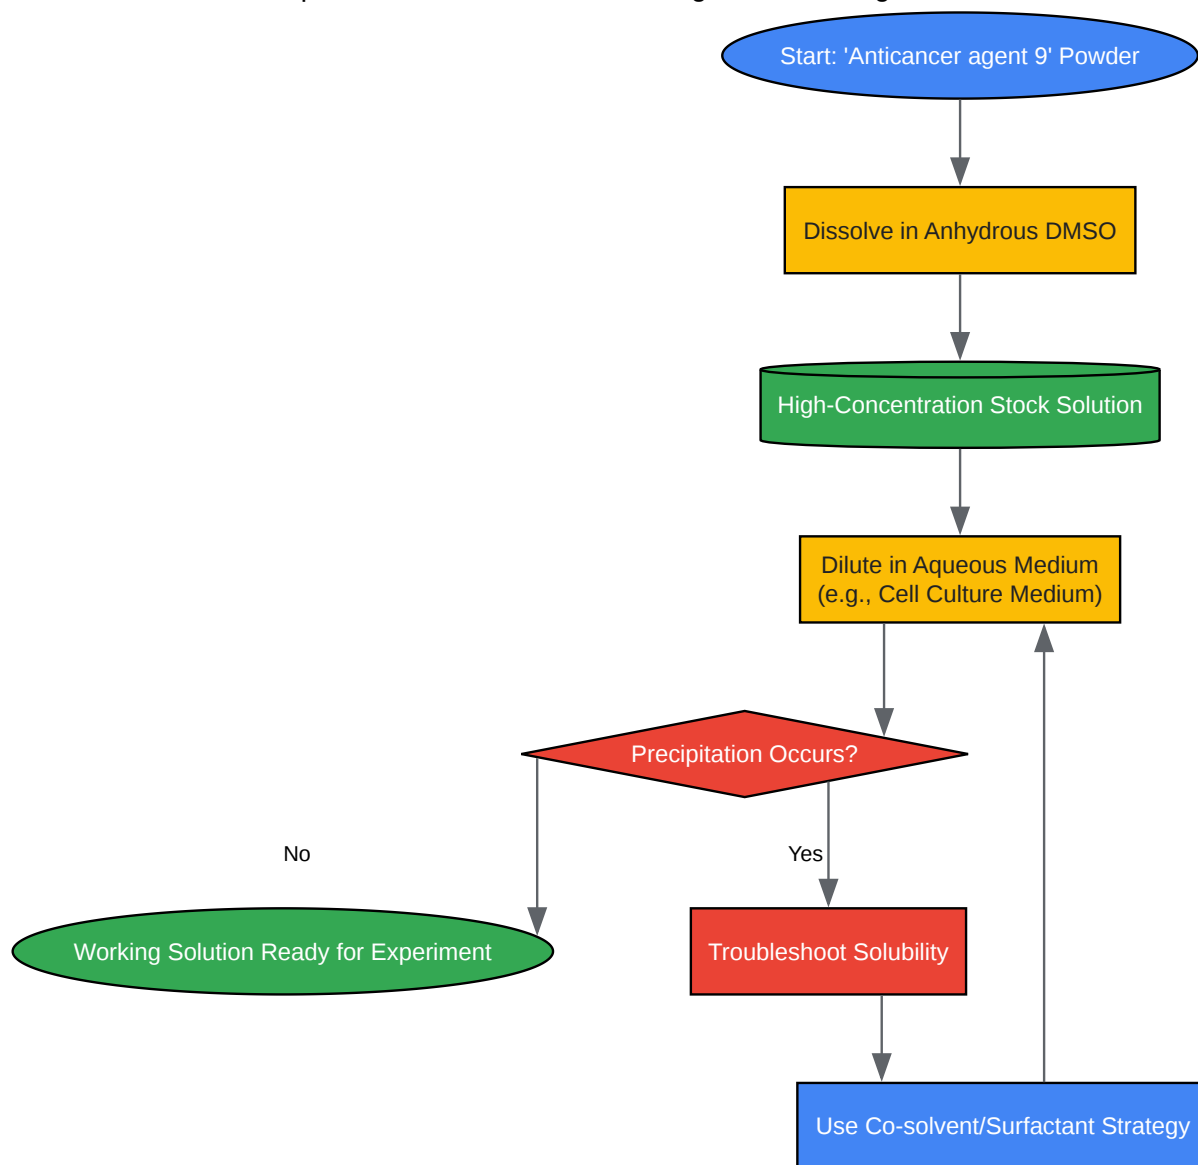 Start: 'Anticancer agent 9' Powder
Dissolve in Anhydrous DMSO
High-Concentration Stock Solution
Dilute in Aqueous Medium
(e.g., Cell Culture Medium)
Precipitation Occurs?
No
Yes
Working Solution Ready for Experiment
Troubleshoot Solubility
Use Co-solvent/Surfactant Strategy